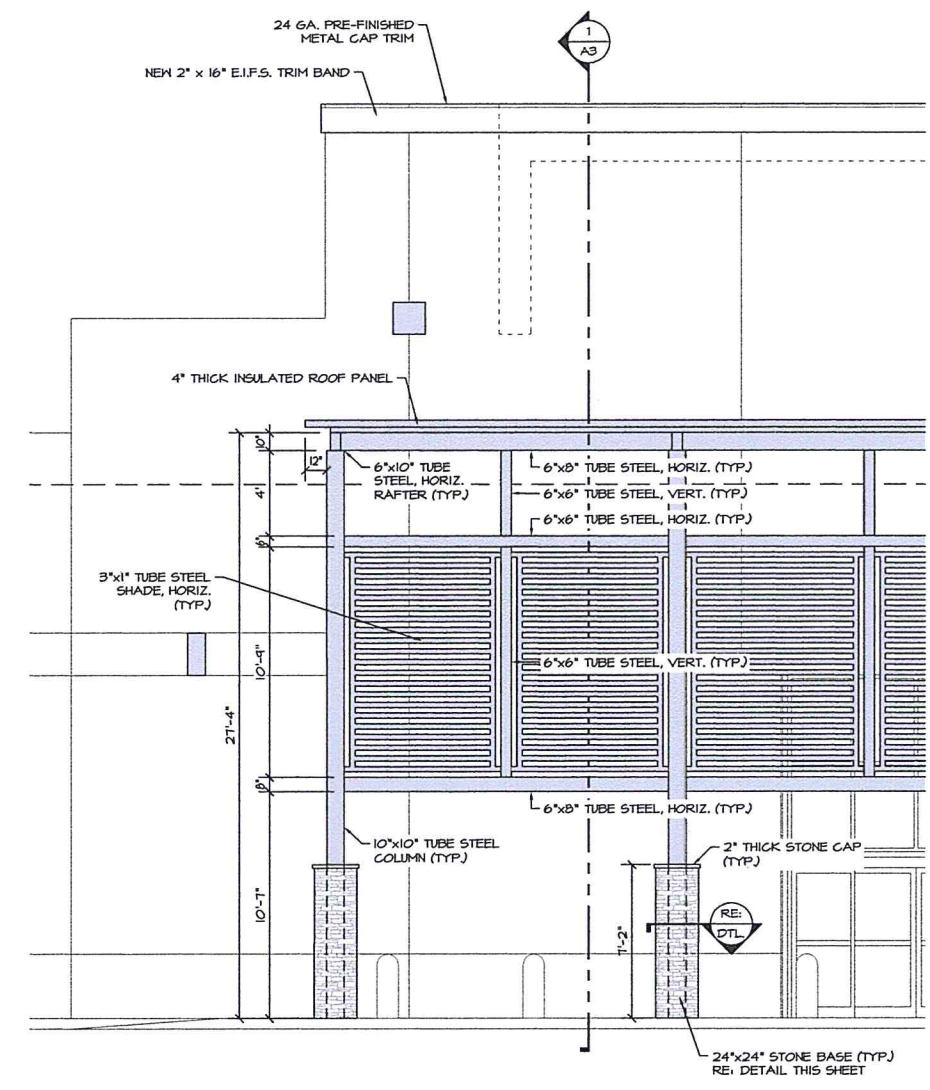 24 GA. PRE-FINISHED
METAL CAP TRIM
1
A3
NEW 2" x 16" E.I.F.S. TRIM BAND
4" THICK INSULATED ROOF PANEL
10"
12"
6"x10" TUBE
STEEL, HORIZ.
RAFTER (TYP.)
6"x8" TUBE STEEL, HORIZ. (TYP.)
4'
6"x6" TUBE STEEL, VERT. (TYP.)
6"x6" TUBE STEEL, HORIZ. (TYP.)
6"
3"x1" TUBE STEEL
SHADE, HORIZ.
(TYP.)
10'-9"
6"x6" TUBE STEEL, VERT. (TYP.)
27'-4"
8"
6"x8" TUBE STEEL, HORIZ. (TYP.)
10"x10" TUBE STEEL
COLUMN (TYP.)
2" THICK STONE CAP
(TYP.)
10'-7"
7'-2"
RE:
DTL.
24"x24" STONE BASE (TYP.)
RE: DETAIL THIS SHEET